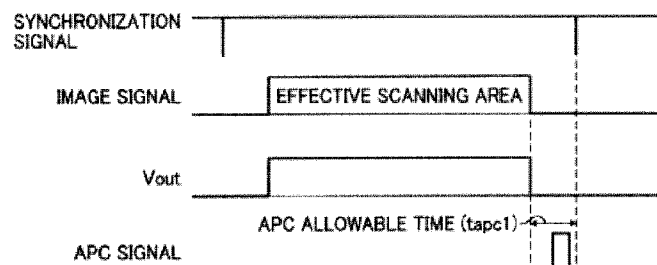 SYNCHRONIZATION
SIGNAL
IMAGE SIGNAL
EFFECTIVE SCANNING AREA
Vout
APC ALLOWABLE TIME (tapc1)
APC SIGNAL